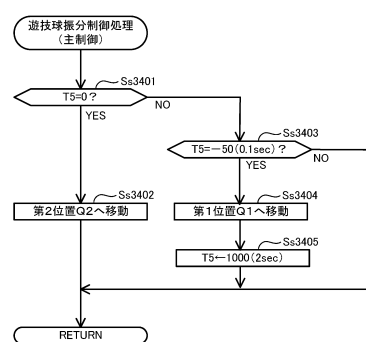 遊技球振分制御処理
(主制御)
Ss3401
T5=0?
NO
YES
Ss3403
T5=-50(0.1sec)?
NO
YES
Ss3402
第2位置Q2へ移動
Ss3404
第1位置Q1へ移動
Ss3405
T5←1000(2sec)
RETURN